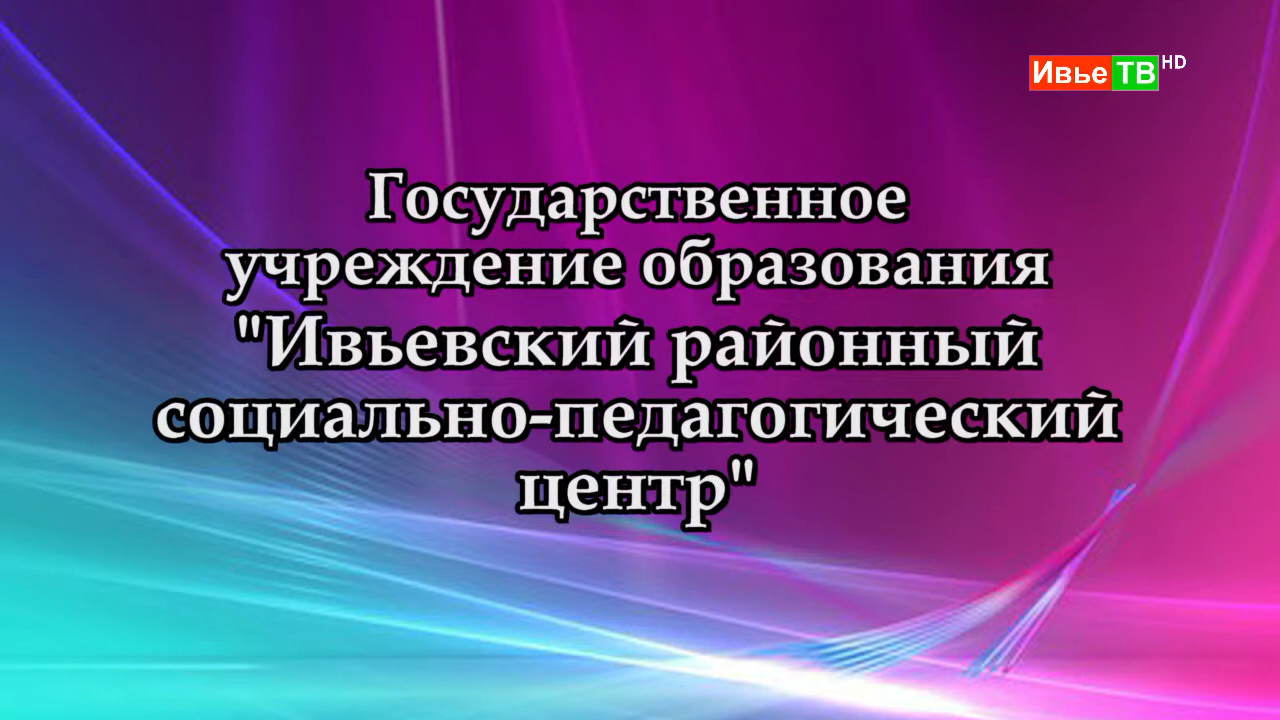 Ивье ТВ HD
Государственное
учреждение образования
"Ивьевский районный
социально-педагогический
центр"